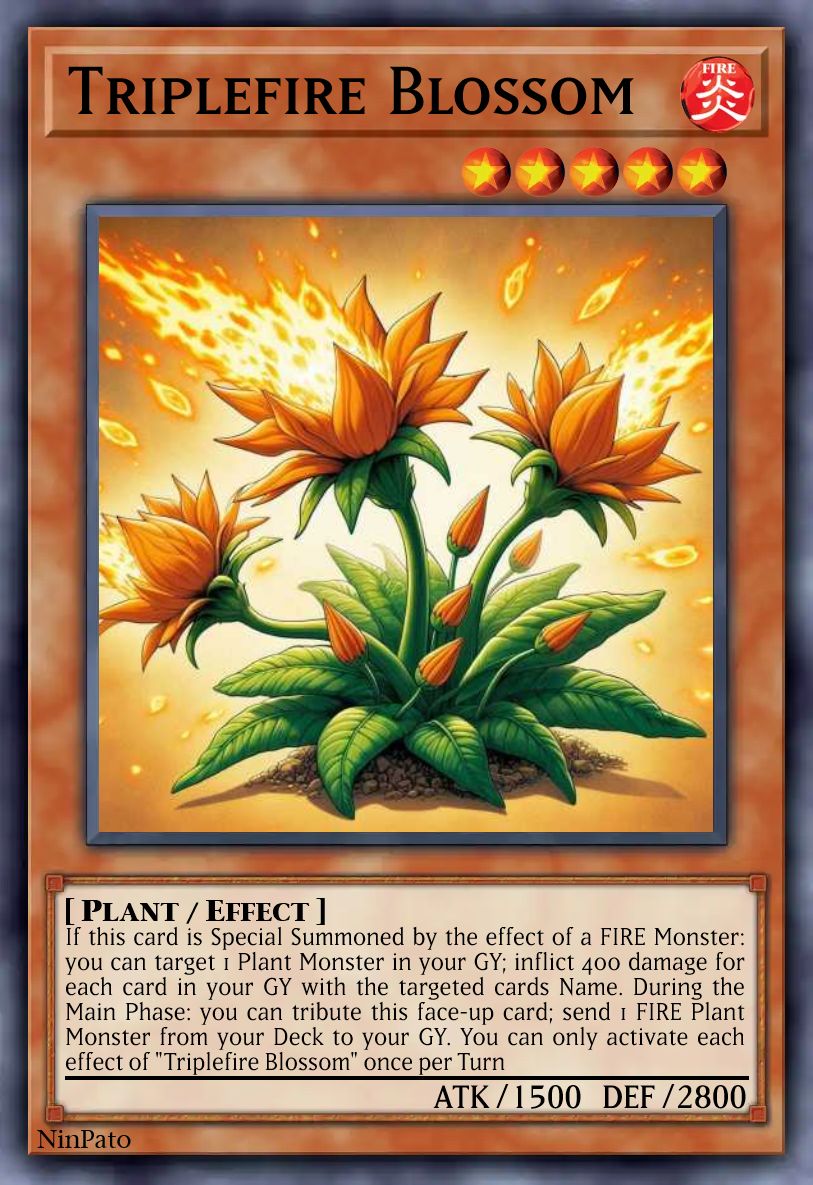 Triplefire Blossom
FIRE
炎
[ Plant / Effect ]
If this card is Special Summoned by the effect of a FIRE Monster:
you can target 1 Plant Monster in your GY; inflict 400 damage for
each card in your GY with the targeted cards Name. During the
Main Phase: you can tribute this face-up card; send 1 FIRE Plant
Monster from your Deck to your GY. You can only activate each
effect of "Triplefire Blossom" once per Turn
ATK/1500 DEF/2800
NinPato